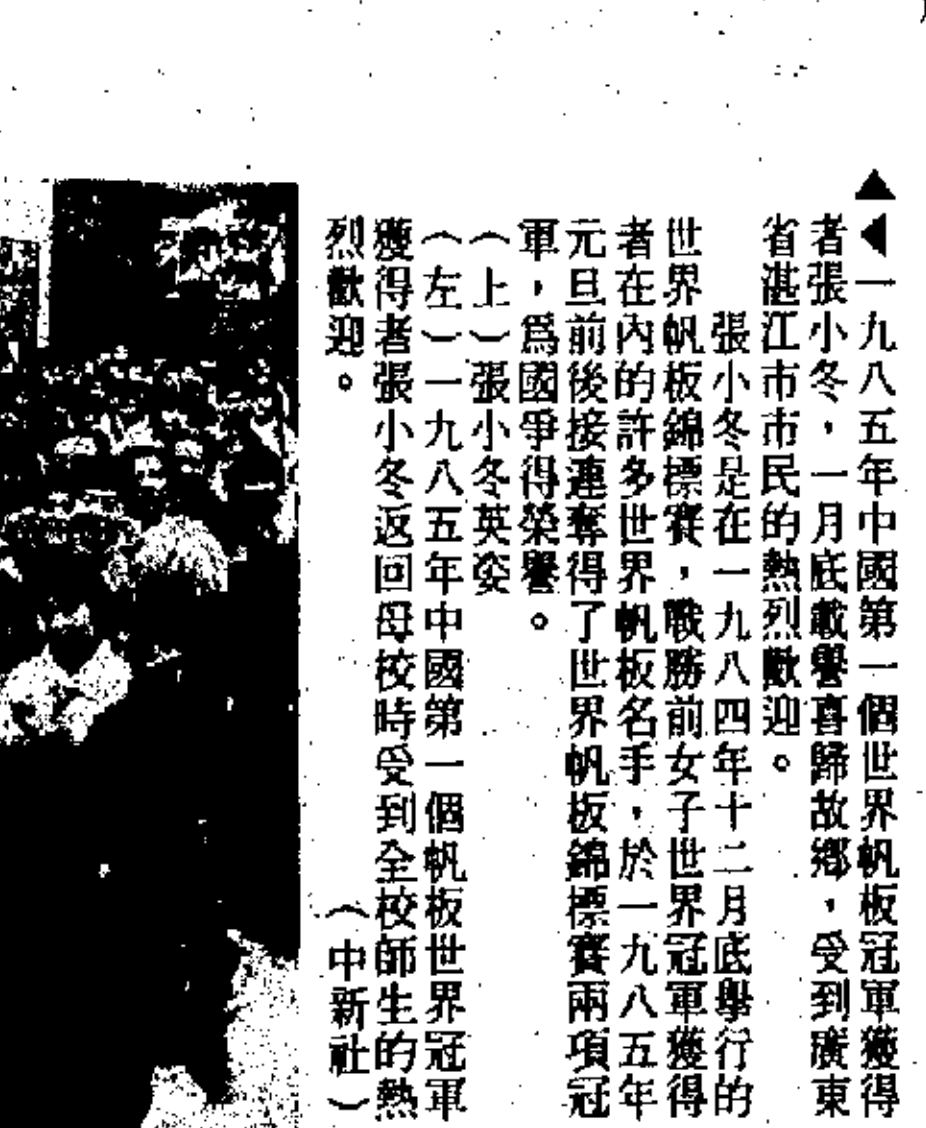 ▲◀一九八五年中國第一個世界帆板冠軍獲得
者張小冬，一月底載譽喜歸故鄉，受到廣東
省湛江市市民的熱烈歡迎。
張小冬是在一九八四年十二月底舉行的
世界帆板錦標賽，戰勝前女子世界冠軍獲得
者在內的許多世界帆板名手，於一九八五年
元旦前後接連奪得了世界帆板錦標賽兩項冠
軍，爲國爭得榮譽。
（上）張小冬英姿
（左）一九八五年中國第一個帆板世界冠軍
獲得者張小冬返回母校時受到全校師生的熱
烈歡迎。（中新社）